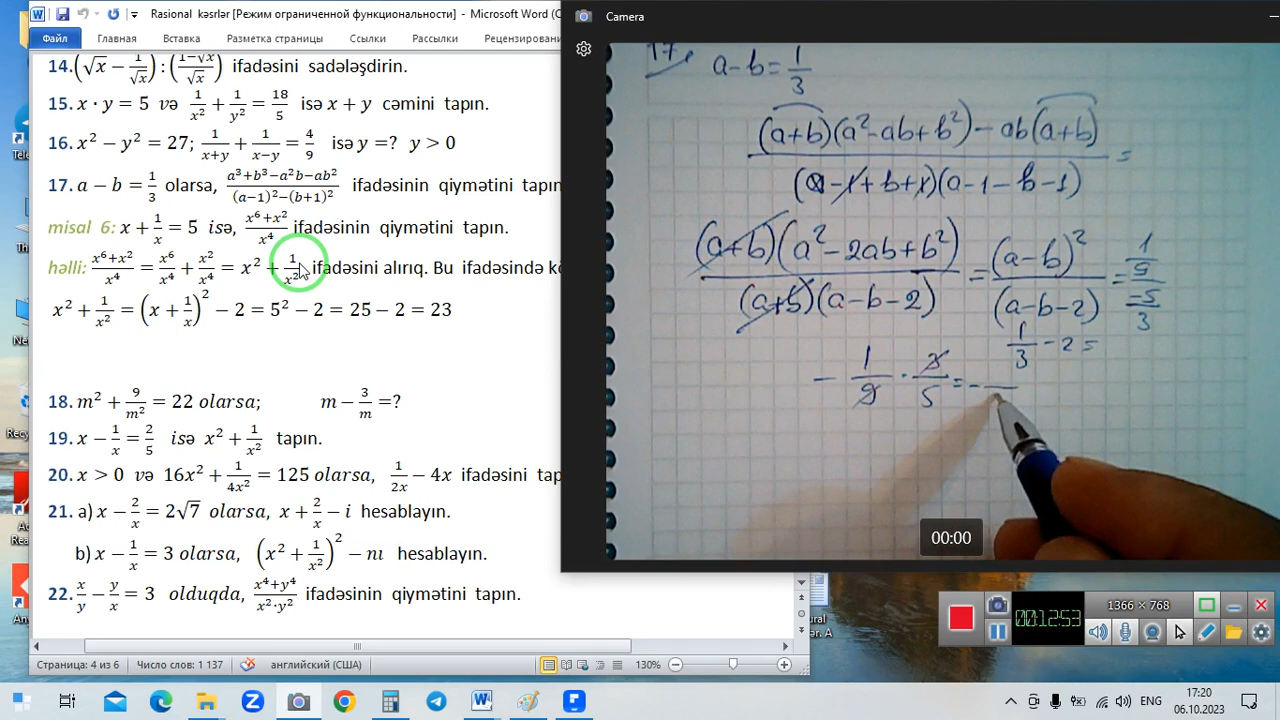 Rasional kəsrlər [Режим ограниченной функциональности] - Microsoft Word (С
Файл Главная Вставка Разметка страницы Ссылки Рассылки Рецензирован
14. (√x − 1/√x) : ((1−√x)/√x) ifadəsini sadələşdirin.
15. x · y = 5 və 1/x² + 1/y² = 18/5 isə x + y cəmini tapın.
16. x² − y² = 27; 1/(x+y) + 1/(x−y) = 4/9 isə y =? y > 0
17. a − b = 1/3 olarsa, (a³+b³−a²b−ab²)/((a−1)²−(b+1)²) ifadəsinin qiymətini tapın
misal 6: x + 1/x = 5 isə, (x⁶+x²)/x⁴ ifadəsinin qiymətini tapın.
həlli: (x⁶+x²)/x⁴ = x⁶/x⁴ + x²/x⁴ = x² + 1/x² ifadəsini alırıq. Bu ifadəsində kö
x² + 1/x² = (x + 1/x)² − 2 = 5² − 2 = 25 − 2 = 23
18. m² + 9/m² = 22 olarsa; m − 3/m =?
19. x − 1/x = 2/5 isə x² + 1/x² tapın.
20. x > 0 və 16x² + 1/4x² = 125 olarsa, 1/2x − 4x ifadəsini tap
21. a) x − 2/x = 2√7 olarsa, x + 2/x − i hesablayın.
b) x − 1/x = 3 olarsa, (x² + 1/x²)² − nı hesablayın.
22. x/y − y/x = 3 olduqda, (x⁴+y⁴)/(x²·y²) ifadəsinin qiymətini tapın.
Страница: 4 из 6 Число слов: 1 137 английский (США) 130%
Camera
17. a-b = 1/3
(a+b)(a²-ab+b²) - ab(a+b)
/ (a-1+b+1)(a-1-b-1) =
(a+b)(a²-2ab+b²) / (a+b)(a-b-2) = (a-b)² / (a-b-2) = 1/9 / -5/3
1/3 - 2 =
- 1/9 · 3/5 = -
00:00
1366 × 768
00:12:53
ENG
17:20
06.10.2023